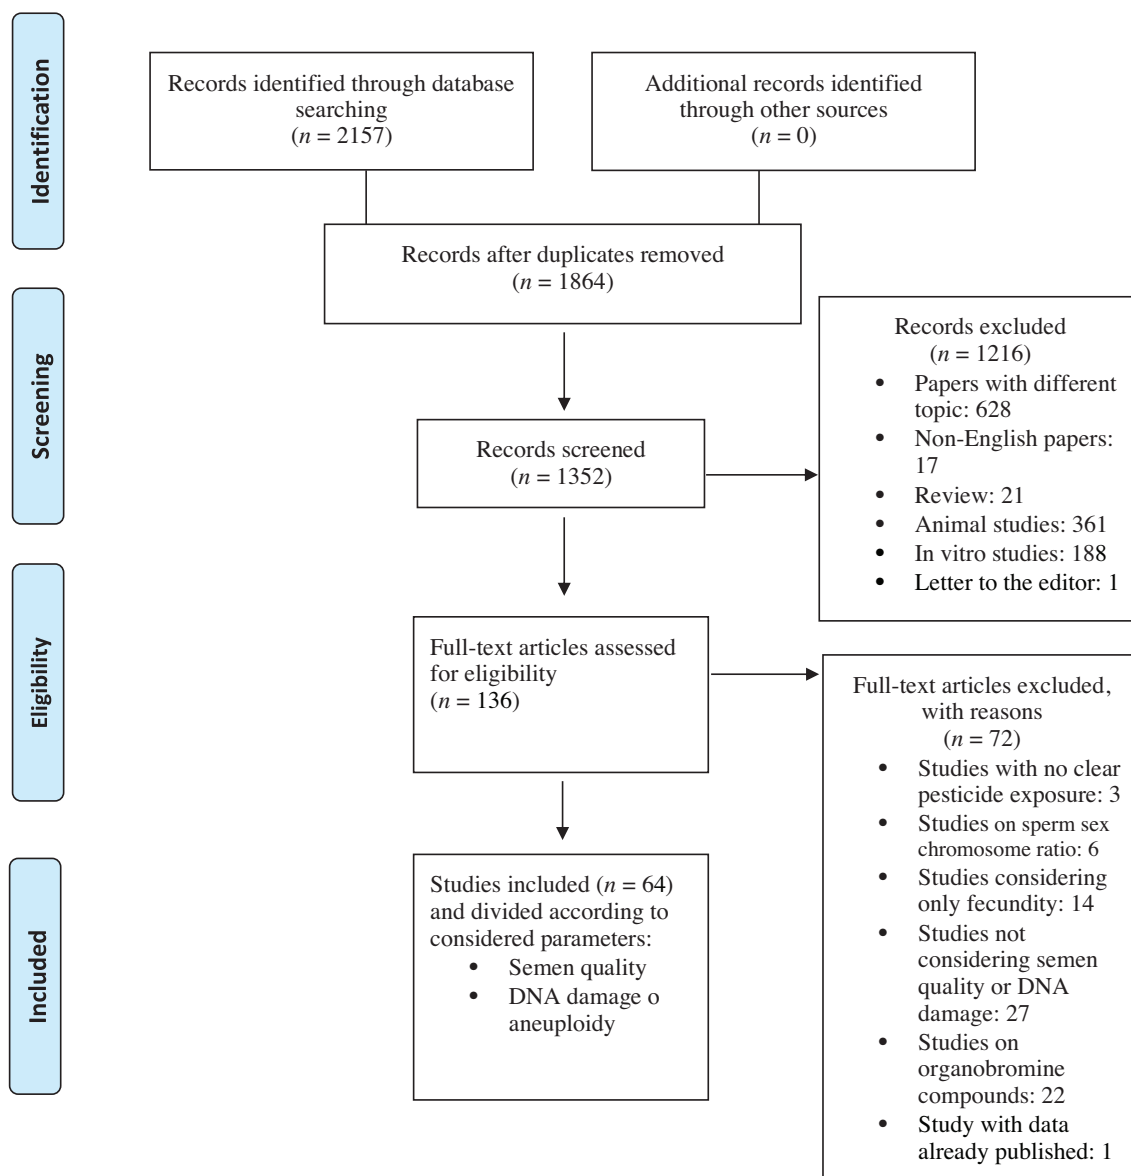 Identification
Records identified through database
searching
(n = 2157)
Additional records identified
through other sources
(n = 0)
Records after duplicates removed
(n = 1864)
Screening
Records screened
(n = 1352)
Records excluded
(n = 1216)
• Papers with different
topic: 628
• Non-English papers:
17
• Review: 21
• Animal studies: 361
• In vitro studies: 188
• Letter to the editor: 1
Eligibility
Full-text articles assessed
for eligibility
(n = 136)
Full-text articles excluded,
with reasons
(n = 72)
• Studies with no clear
pesticide exposure: 3
• Studies on sperm sex
chromosome ratio: 6
• Studies considering
only fecundity: 14
• Studies not
considering semen
quality or DNA
damage: 27
• Studies on
organobromine
compounds: 22
• Study with data
already published: 1
Included
Studies included (n = 64)
and divided according to
considered parameters:
• Semen quality
• DNA damage o
aneuploidy